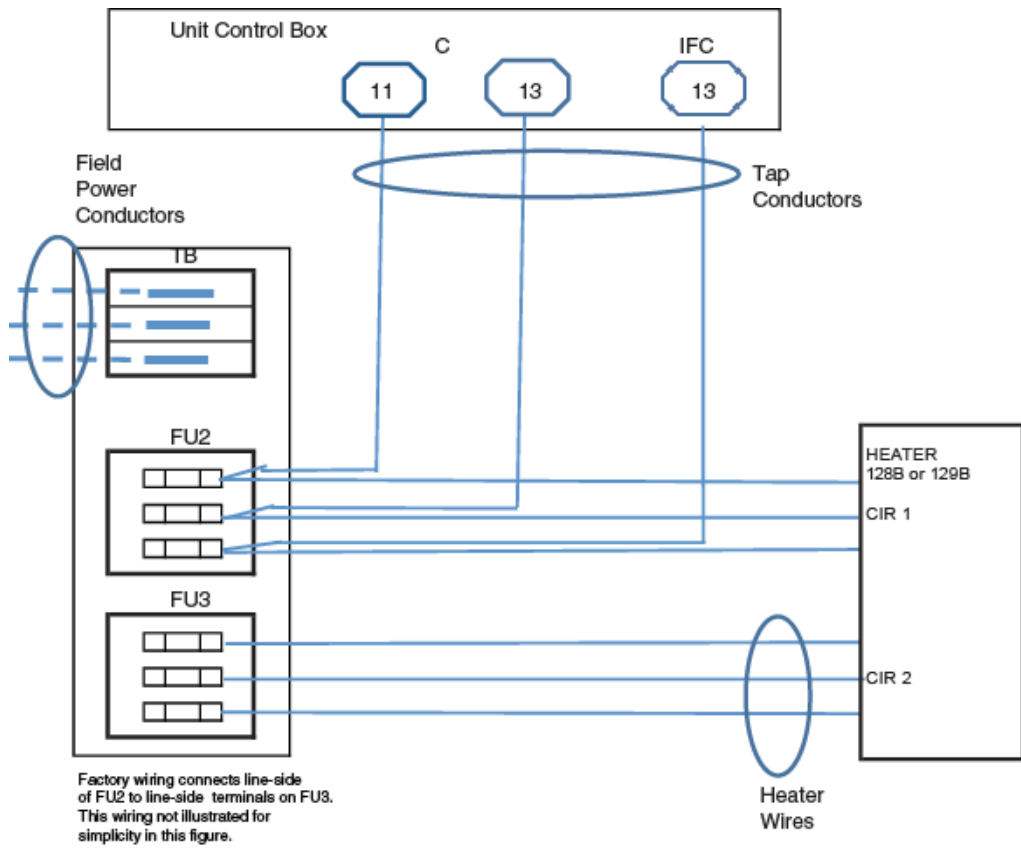 Unit Control Box
C
IFC
11
13
13
Field
Power
Conductors
Tap
Conductors
TB
FU2
HEATER
128B or 129B
CIR 1
FU3
CIR 2
Factory wiring connects line-side
of FU2 to line-side terminals on FU3.
This wiring not illustrated for
simplicity in this figure.
Heater
Wires